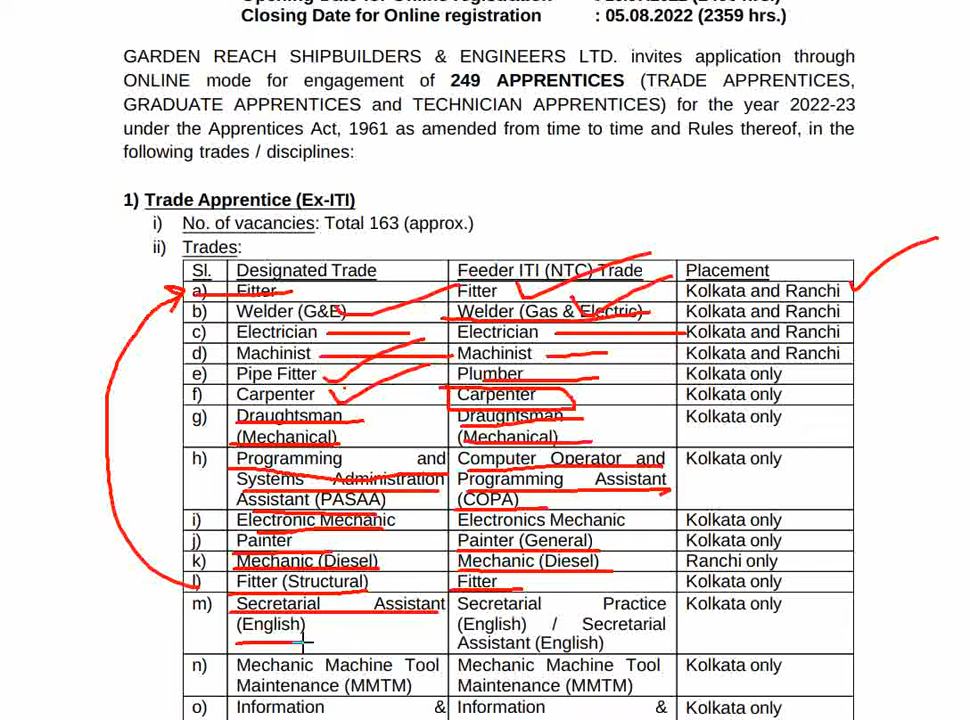 Closing Date for Online registration : 05.08.2022 (2359 hrs.)
GARDEN REACH SHIPBUILDERS & ENGINEERS LTD. invites application through
ONLINE mode for engagement of 249 APPRENTICES (TRADE APPRENTICES,
GRADUATE APPRENTICES and TECHNICIAN APPRENTICES) for the year 2022-23
under the Apprentices Act, 1961 as amended from time to time and Rules thereof, in the
following trades / disciplines:
1) Trade Apprentice (Ex-ITI)
i) No. of vacancies: Total 163 (approx.)
ii) Trades:
Sl. Designated Trade Feeder ITI (NTC) Trade Placement
a) Fitter Fitter Kolkata and Ranchi
b) Welder (G&E) Welder (Gas & Electric) Kolkata and Ranchi
c) Electrician Electrician Kolkata and Ranchi
d) Machinist Machinist Kolkata and Ranchi
e) Pipe Fitter Plumber Kolkata only
f) Carpenter Carpenter Kolkata only
g) Draughtsman Draughtsman Kolkata only
(Mechanical) (Mechanical)
h) Programming and Computer Operator and Kolkata only
Systems Administration Programming Assistant
Assistant (PASAA) (COPA)
i) Electronic Mechanic Electronics Mechanic Kolkata only
j) Painter Painter (General) Kolkata only
k) Mechanic (Diesel) Mechanic (Diesel) Ranchi only
l) Fitter (Structural) Fitter Kolkata only
m) Secretarial Assistant Secretarial Practice Kolkata only
(English) (English) / Secretarial
Assistant (English)
n) Mechanic Machine Tool Mechanic Machine Tool Kolkata only
Maintenance (MMTM) Maintenance (MMTM)
o) Information & Information & Kolkata only